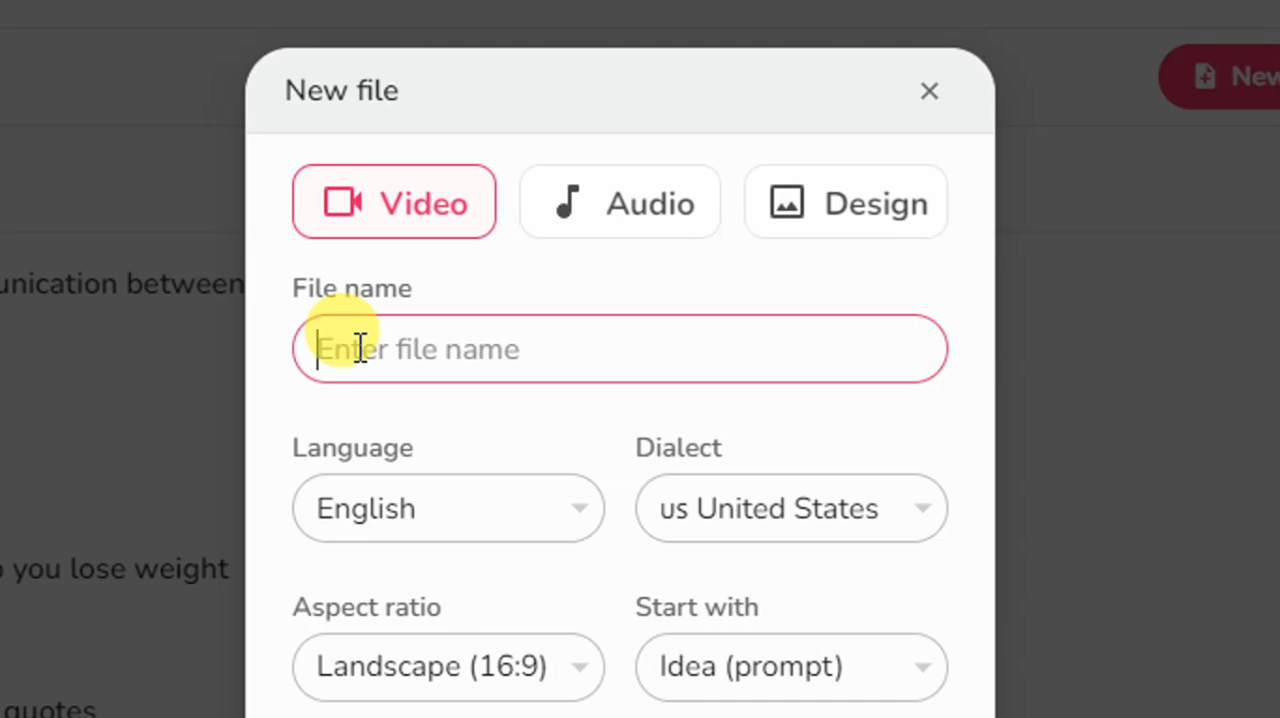 New file
New
Video Audio Design
File name
unication between
Enter file name
Language Dialect
English us United States
you lose weight
Aspect ratio Start with
Landscape (16:9) Idea (prompt)
quotes